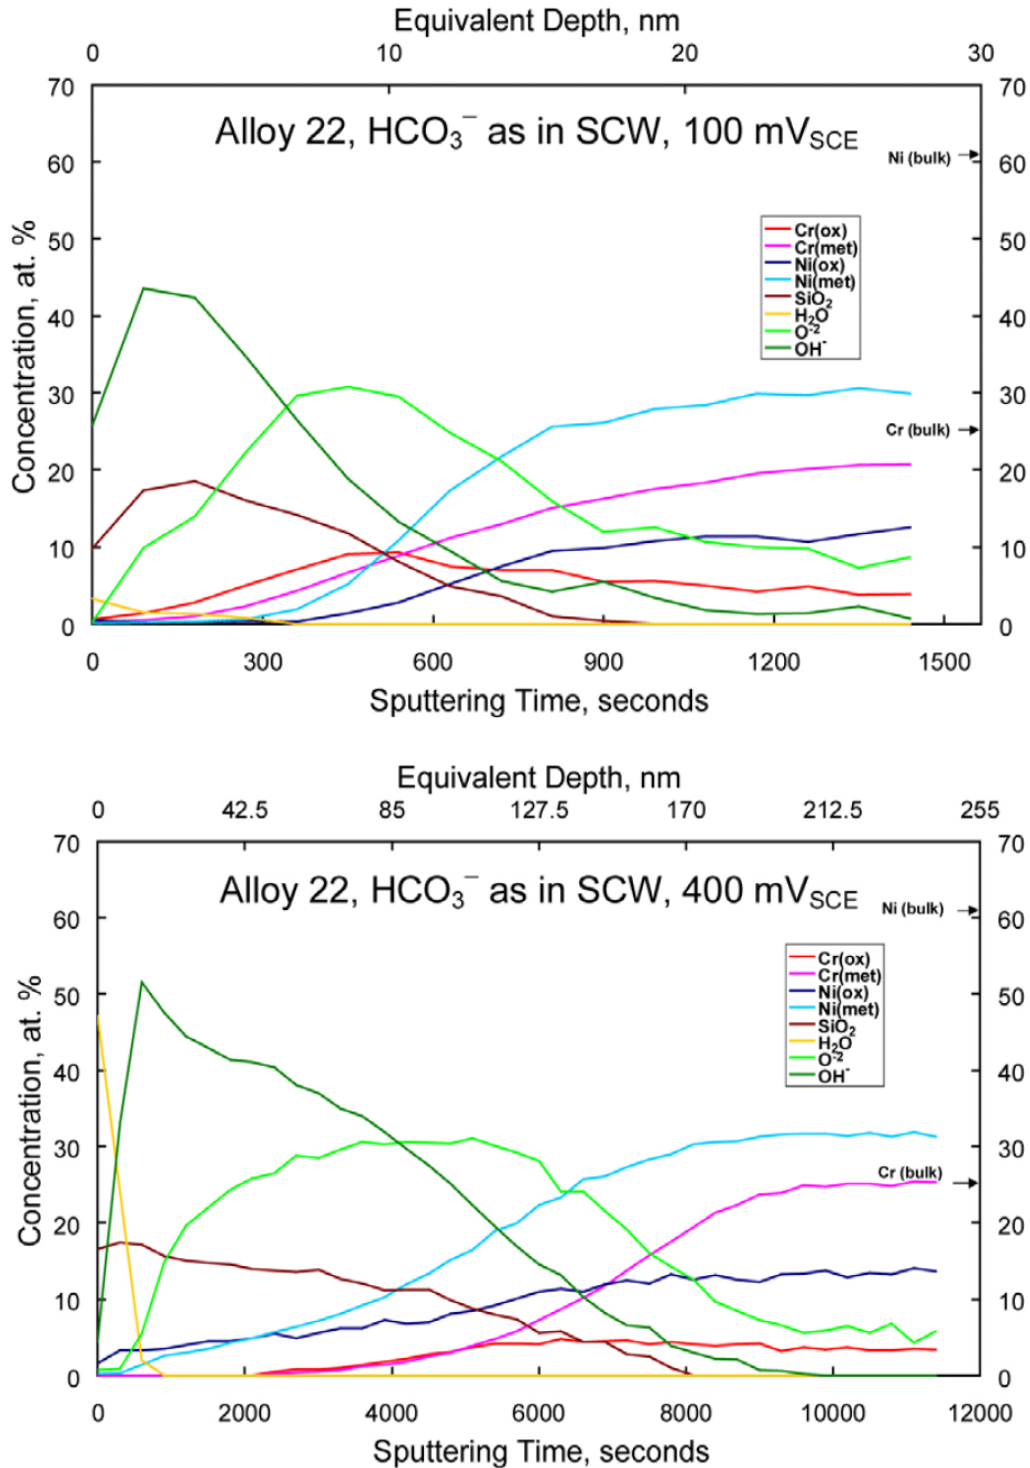 Equivalent Depth, nm
0 10 20 30
70 70
Alloy 22, HCO₃⁻ as in SCW, 100 mV_SCE
Ni (bulk)
60 60
Cr(ox)
50 50
Cr(met)
Ni(ox)
Ni(met)
SiO₂
40 40
H₂O
O⁻²
OH⁻
30 30
Cr (bulk)
20 20
10 10
0 0
Concentration, at. %
0 300 600 900 1200 1500
Sputtering Time, seconds
Equivalent Depth, nm
0 42.5 85 127.5 170 212.5 255
70 70
Alloy 22, HCO₃⁻ as in SCW, 400 mV_SCE
Ni (bulk)
60 60
Cr(ox)
Cr(met)
50 50
Ni(ox)
Ni(met)
SiO₂
H₂O
O⁻²
40 40
OH⁻
30 30
Cr (bulk)
20 20
10 10
0 0
Concentration, at. %
0 2000 4000 6000 8000 10000 12000
Sputtering Time, seconds